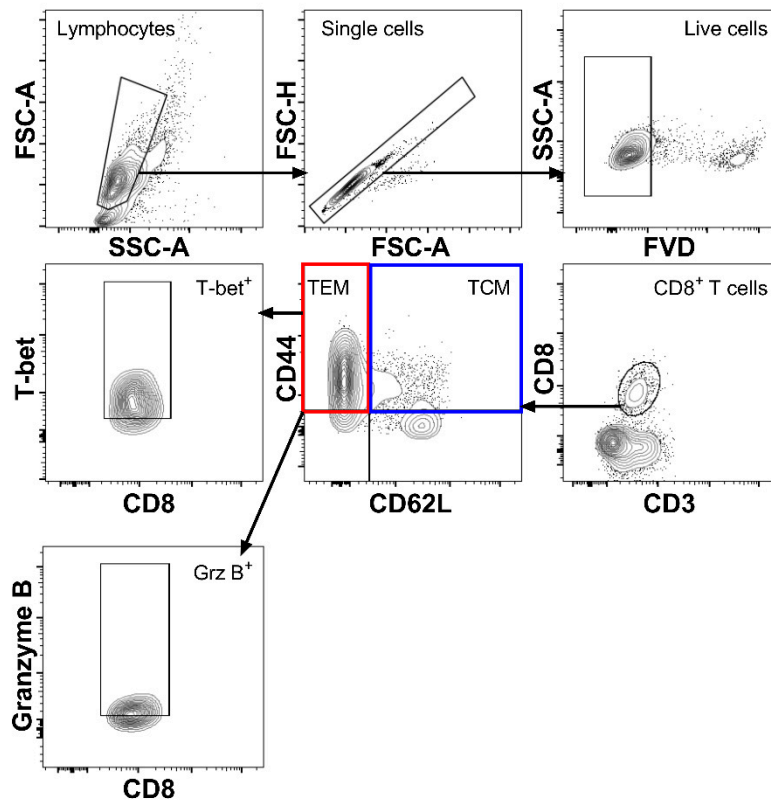 Lymphocytes
FSC-A
SSC-A
Single cells
FSC-H
FSC-A
Live cells
SSC-A
FVD
T-bet⁺
T-bet
CD8
TEM
TCM
CD44
CD62L
CD8⁺ T cells
CD8
CD3
Grz B⁺
Granzyme B
CD8